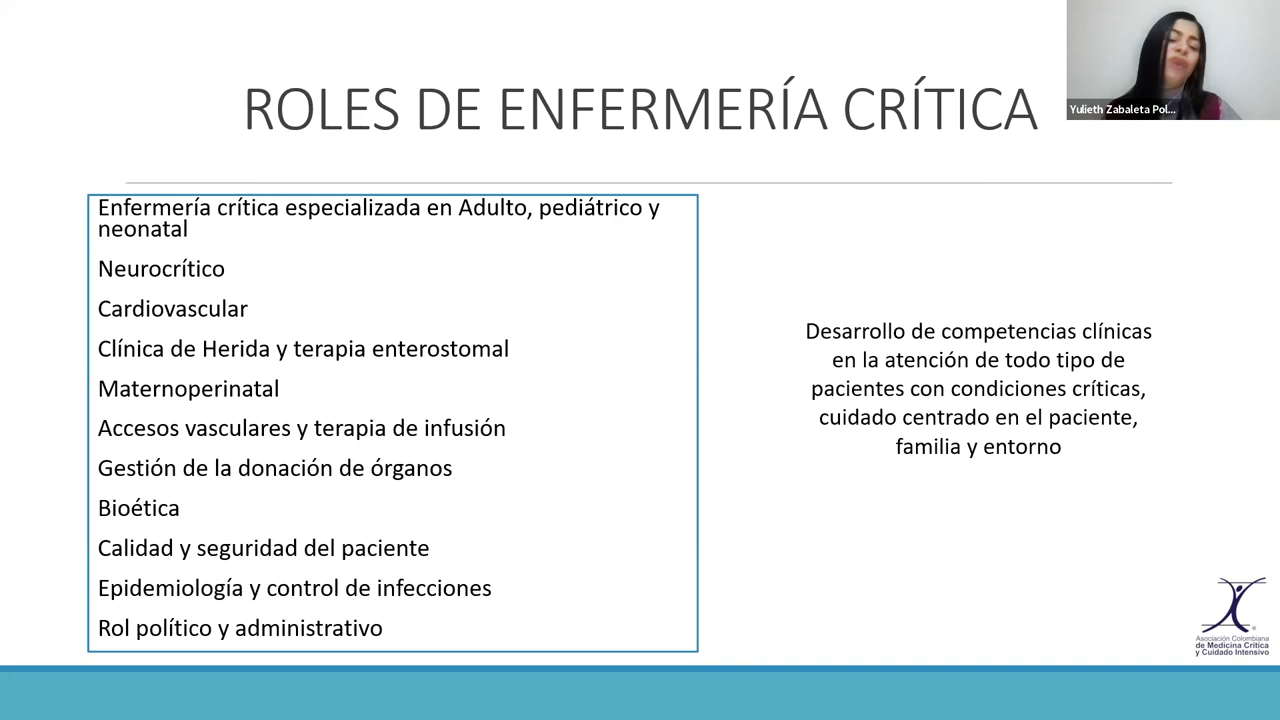 ROLES DE ENFERMERÍA CRÍTICA
Yulieth Zabaleta Pol...
Enfermería crítica especializada en Adulto, pediátrico y
neonatal
Neurocrítico
Cardiovascular
Clínica de Herida y terapia enterostomal
Maternoperinatal
Accesos vasculares y terapia de infusión
Gestión de la donación de órganos
Bioética
Calidad y seguridad del paciente
Epidemiología y control de infecciones
Rol político y administrativo
Desarrollo de competencias clínicas
en la atención de todo tipo de
pacientes con condiciones críticas,
cuidado centrado en el paciente,
familia y entorno
Asociación Colombiana
de Medicina Crítica
y Cuidado Intensivo